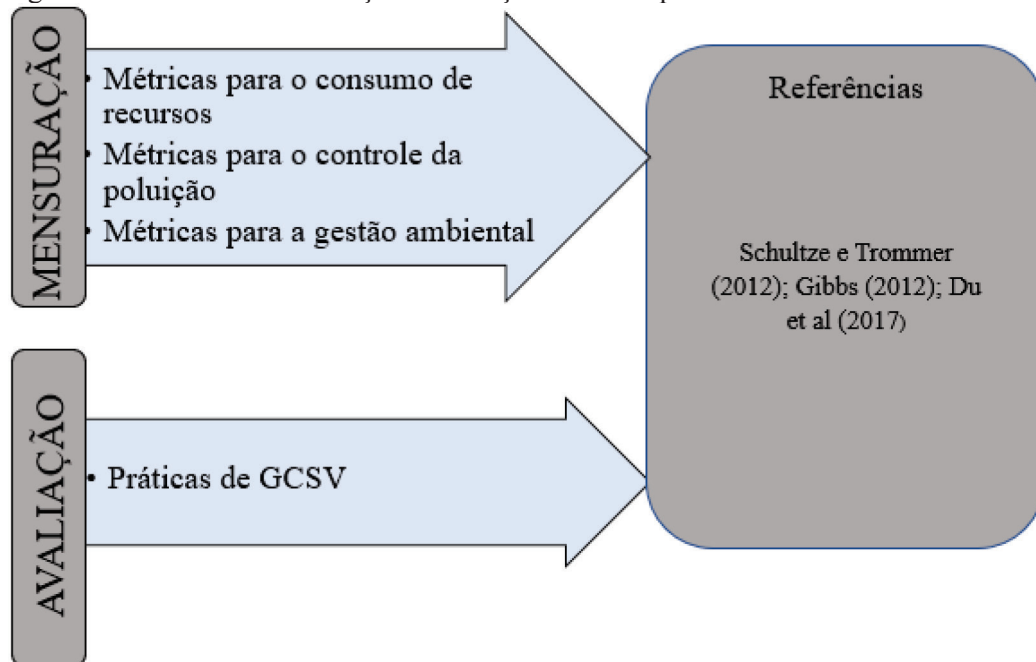 MENSURAÇÃO
• Métricas para o consumo de
recursos
• Métricas para o controle da
poluição
• Métricas para a gestão ambiental
Referências
Schultze e Trommer
(2012); Gibbs (2012); Du
et al (2017)
AVALIAÇÃO
• Práticas de GCSV